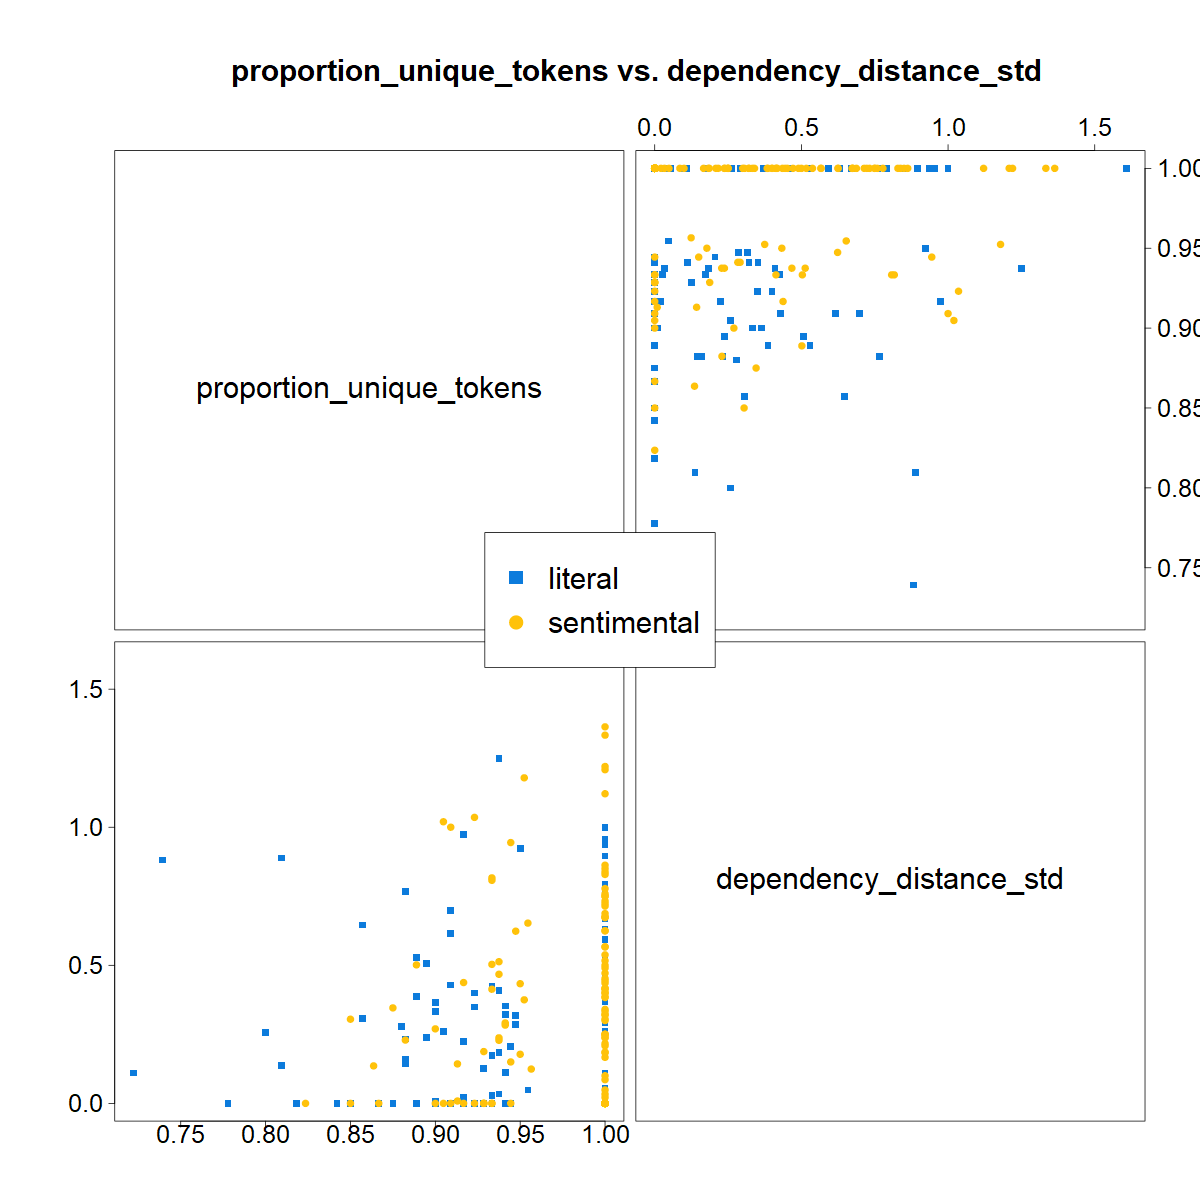 proportion_unique_tokens vs. dependency_distance_std
0.0 0.5 1.0 1.5
1.00
0.95
0.90
0.85
0.80
0.75
proportion_unique_tokens
literal
sentimental
1.5
1.0
0.5
0.0
dependency_distance_std
0.75 0.80 0.85 0.90 0.95 1.00